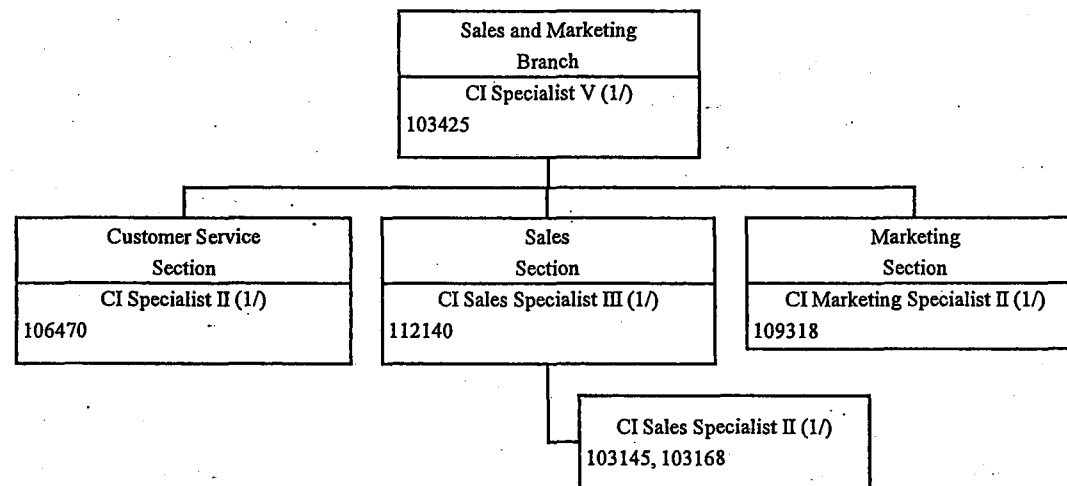 Sales and Marketing
Branch
CI Specialist V (1/)
103425
Customer Service
Section
CI Specialist II (1/)
106470
Sales
Section
CI Sales Specialist III (1/)
112140
Marketing
Section
CI Marketing Specialist II (1/)
109318
CI Sales Specialist II (1/)
103145, 103168